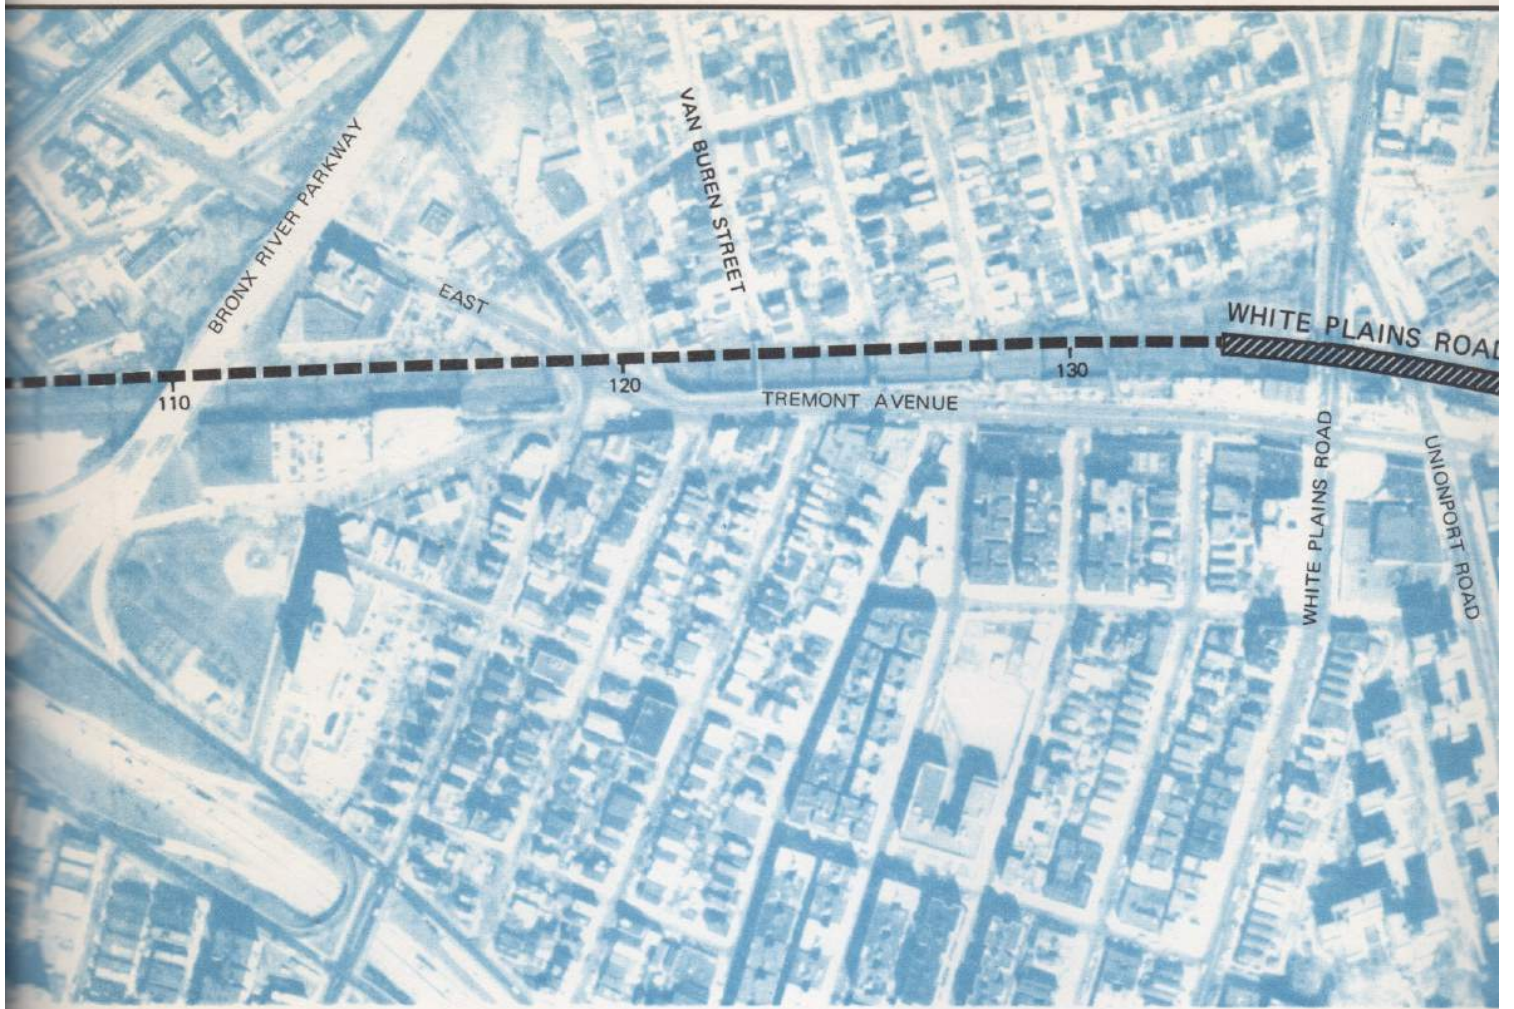 BRONX RIVER PARKWAY
VAN BUREN STREET
EAST
WHITE PLAINS ROAD
110
120
130
TREMONT AVENUE
WHITE PLAINS ROAD
UNIONPORT ROAD